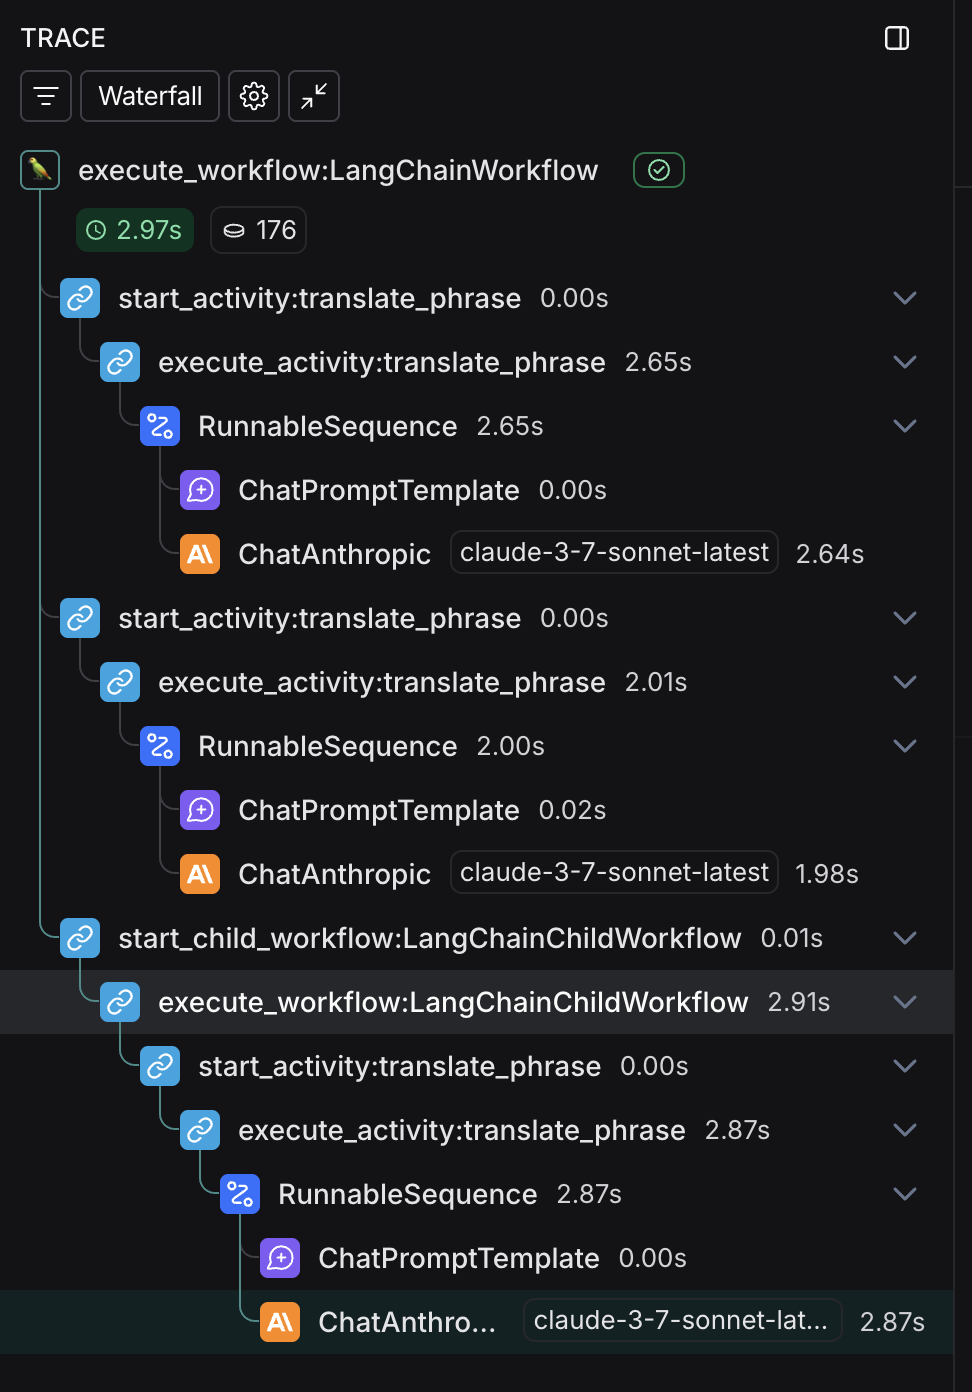 TRACE
Waterfall
execute_workflow:LangChainWorkflow
2.97s 176
start_activity:translate_phrase 0.00s
execute_activity:translate_phrase 2.65s
RunnableSequence 2.65s
ChatPromptTemplate 0.00s
ChatAnthropic claude-3-7-sonnet-latest 2.64s
start_activity:translate_phrase 0.00s
execute_activity:translate_phrase 2.01s
RunnableSequence 2.00s
ChatPromptTemplate 0.02s
ChatAnthropic claude-3-7-sonnet-latest 1.98s
start_child_workflow:LangChainChildWorkflow 0.01s
execute_workflow:LangChainChildWorkflow 2.91s
start_activity:translate_phrase 0.00s
execute_activity:translate_phrase 2.87s
RunnableSequence 2.87s
ChatPromptTemplate 0.00s
ChatAnthro... claude-3-7-sonnet-lat... 2.87s